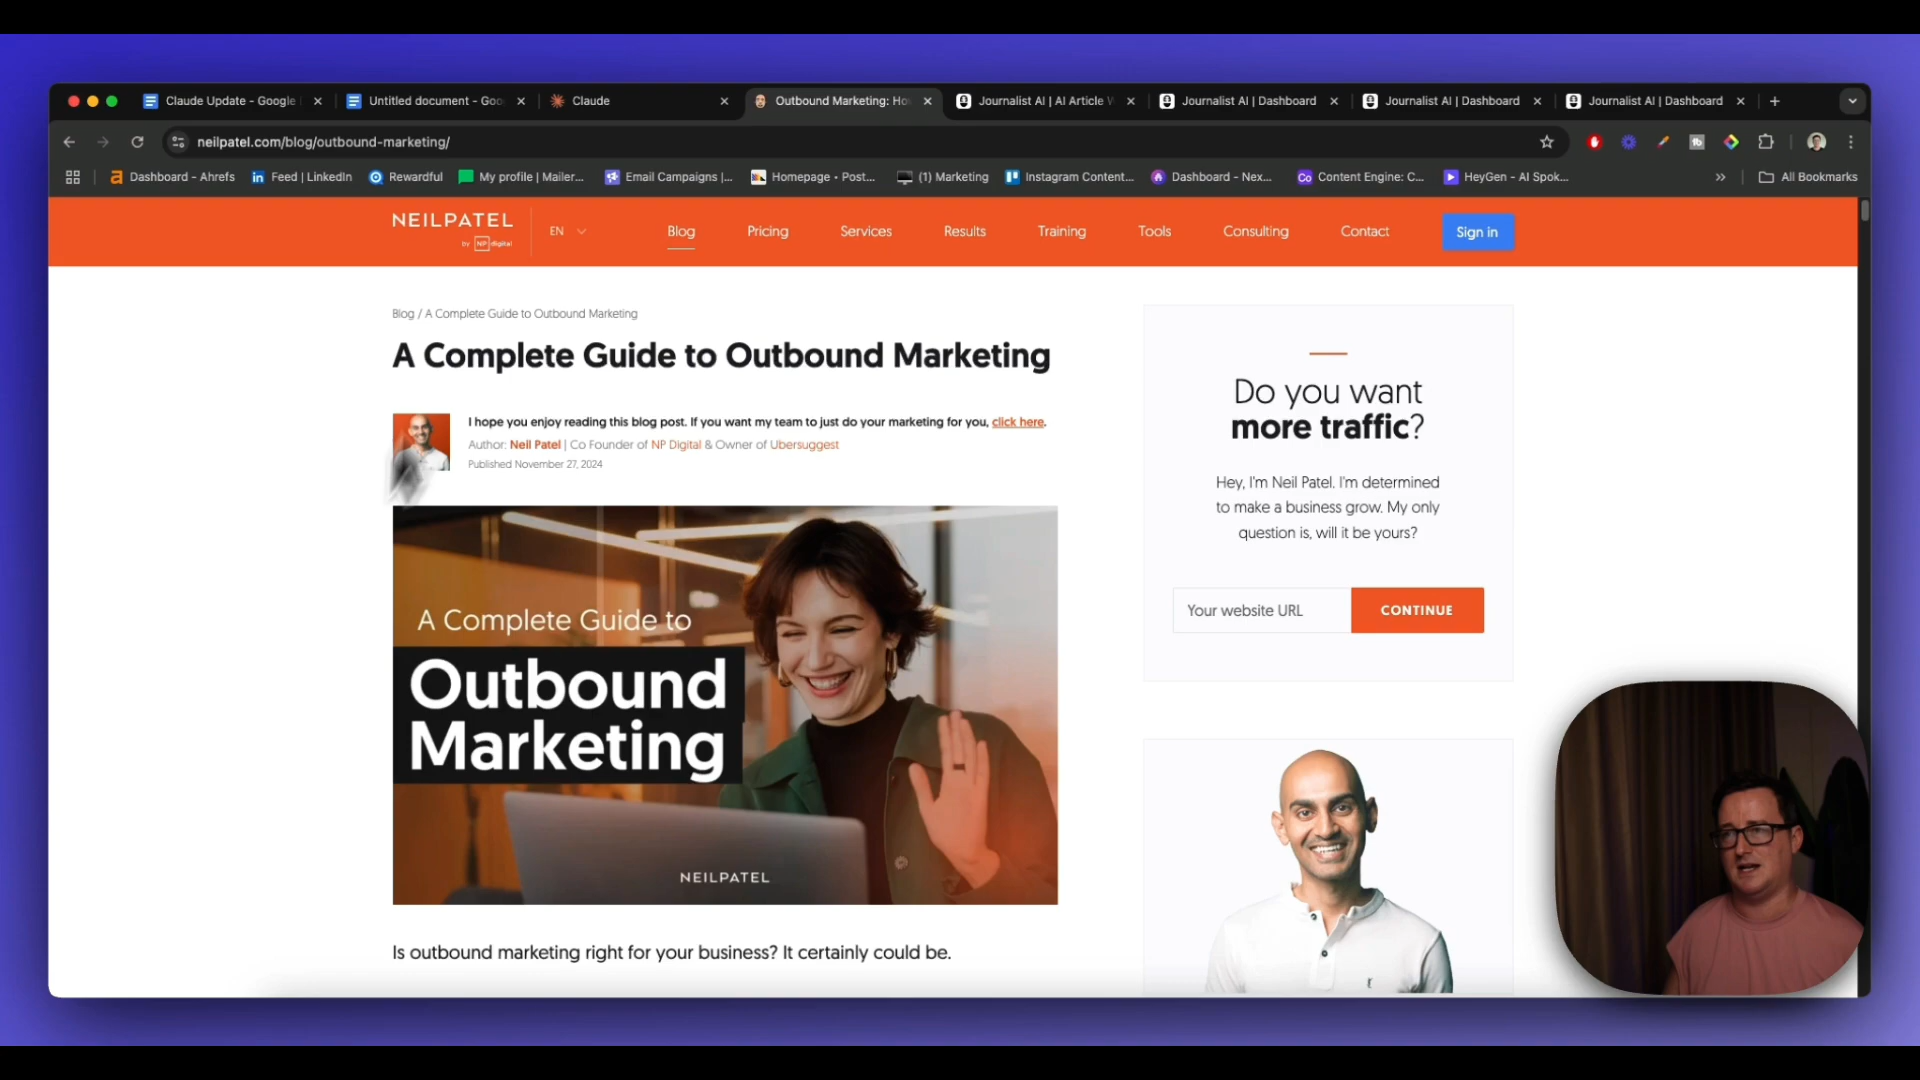 Claude Update - Google
Untitled document - Goo
Claude
Outbound Marketing: Ho
Journalist AI | AI Article
Journalist AI | Dashboard
Journalist AI | Dashboard
Journalist AI | Dashboard
neilpatel.com/blog/outbound-marketing/
Dashboard - Ahrefs
Feed | LinkedIn
Rewardful
My profile | Mailer...
Email Campaigns |...
Homepage • Post...
(1) Marketing
Instagram Content...
Dashboard - Nex...
Content Engine: C...
HeyGen - AI Spok...
All Bookmarks
NEILPATEL
by NP digital
EN
Blog
Pricing
Services
Results
Training
Tools
Consulting
Contact
Sign in
Blog / A Complete Guide to Outbound Marketing
A Complete Guide to Outbound Marketing
I hope you enjoy reading this blog post. If you want my team to just do your marketing for you, click here.
Author: Neil Patel | Co Founder of NP Digital & Owner of Ubersuggest
Published November 27, 2024
A Complete Guide to
Outbound
Marketing
NEILPATEL
Is outbound marketing right for your business? It certainly could be.
Do you want
more traffic?
Hey, I'm Neil Patel. I'm determined
to make a business grow. My only
question is, will it be yours?
Your website URL
CONTINUE